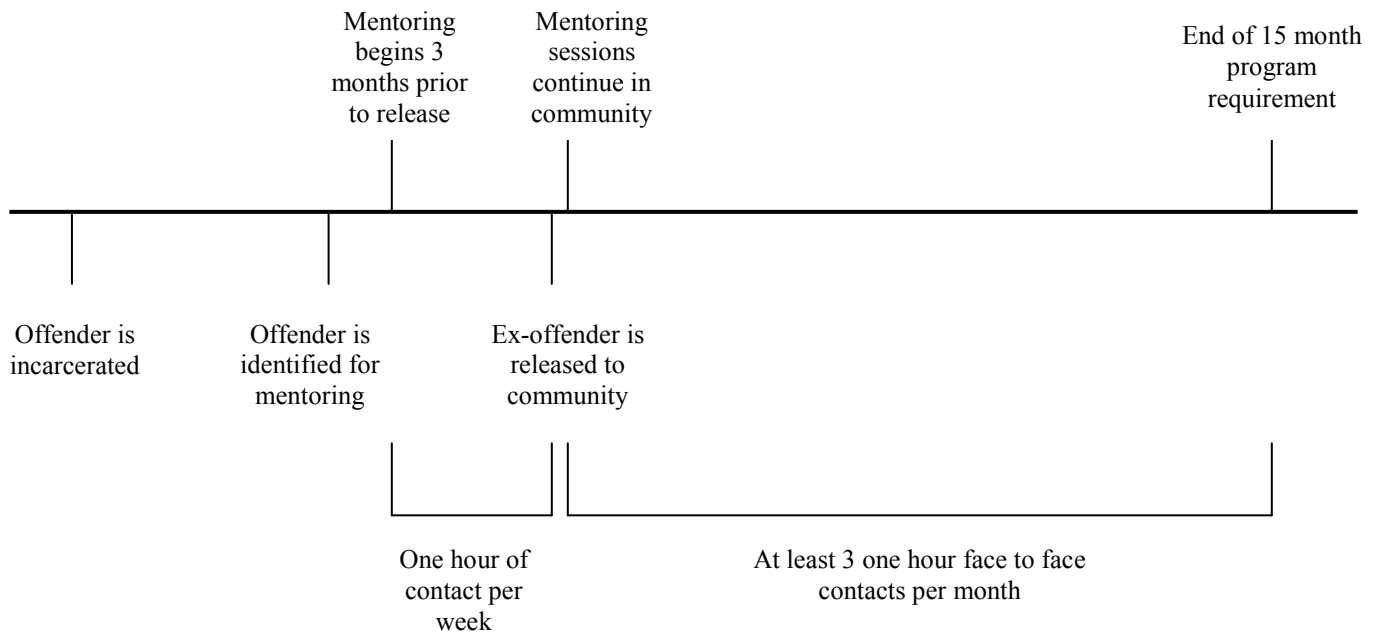 Mentoring
begins 3
months prior
to release
Mentoring
sessions
continue in
community
End of 15 month
program
requirement
Offender is
incarcerated
Offender is
identified for
mentoring
Ex-offender is
released to
community
One hour of
contact per
week
At least 3 one hour face to face
contacts per month